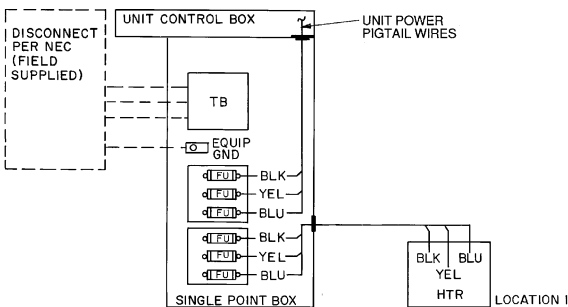 UNIT CONTROL BOX
UNIT POWER
PIGTAIL WIRES
DISCONNECT
PER NEC
(FIELD
SUPPLIED)
TB
EQUIP
GND
FU BLK
FU YEL
FU BLU
FU BLK
FU YEL
FU BLU
BLK BLU
YEL
HTR
SINGLE POINT BOX
LOCATION I